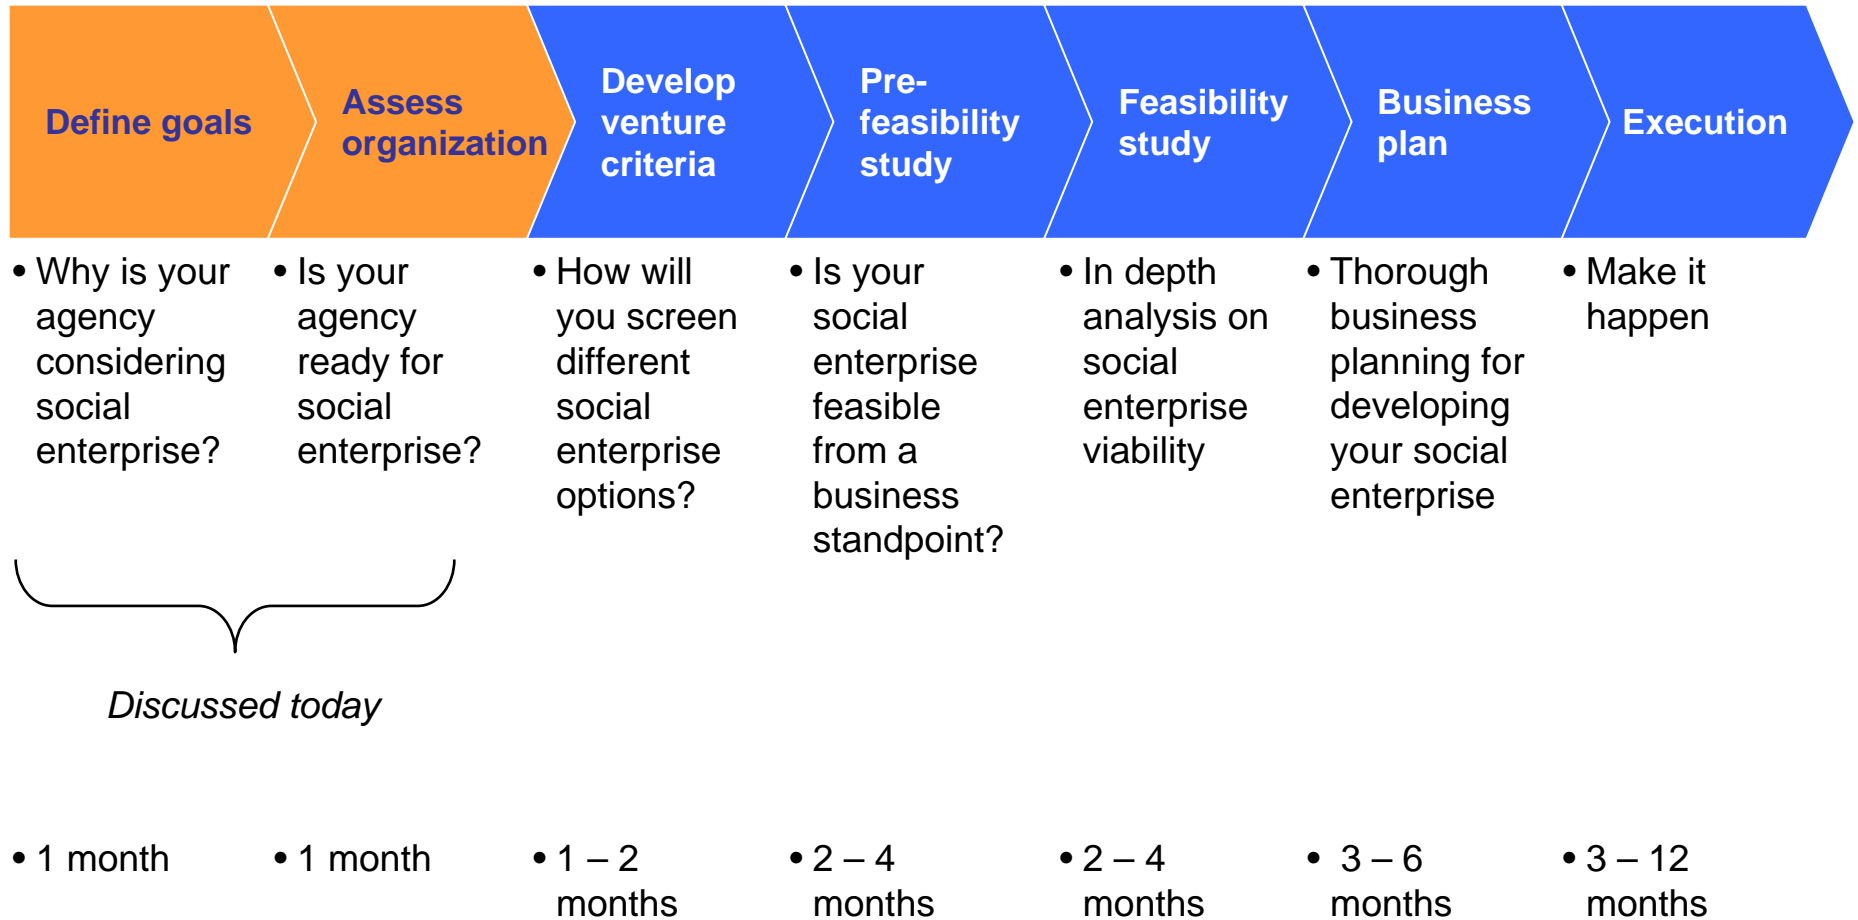 Define goals
Assess
organization
Develop
venture
criteria
Pre-
feasibility
study
Feasibility
study
Business
plan
Execution
• Why is your
agency
considering
social
enterprise?
• Is your
agency
ready for
social
enterprise?
• How will
you screen
different
social
enterprise
options?
• Is your
social
enterprise
feasible
from a
business
standpoint?
• In depth
analysis on
social
enterprise
viability
• Thorough
business
planning for
developing
your social
enterprise
• Make it
happen
Discussed today
• 1 month
• 1 month
• 1 – 2
months
• 2 – 4
months
• 2 – 4
months
• 3 – 6
months
• 3 – 12
months